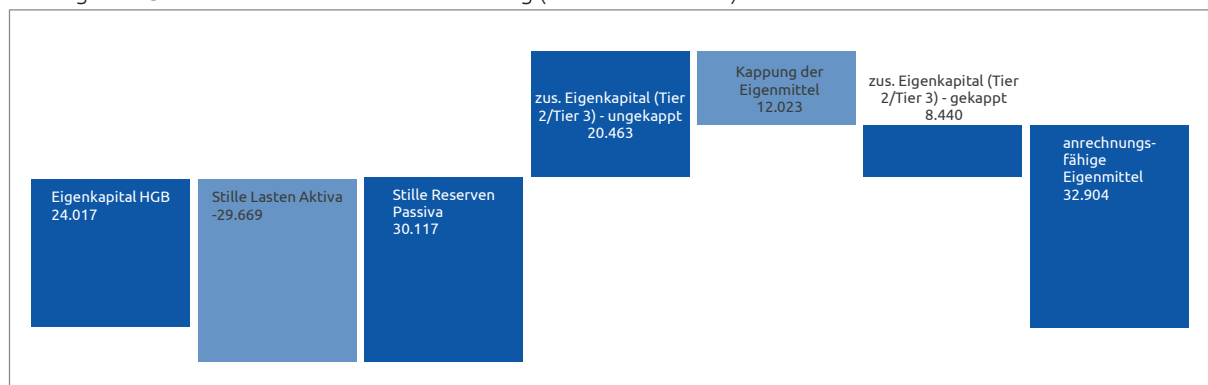 zus. Eigenkapital (Tier
2/Tier 3) - ungekappt
20.463
Kappung der
Eigenmittel
12.023
zus. Eigenkapital (Tier
2/Tier 3) - gekappt
8.440
anrechnungs-
fähige
Eigenmittel
32.904
Eigenkapital HGB
24.017
Stille Lasten Aktiva
-29.669
Stille Reserven
Passiva
30.117